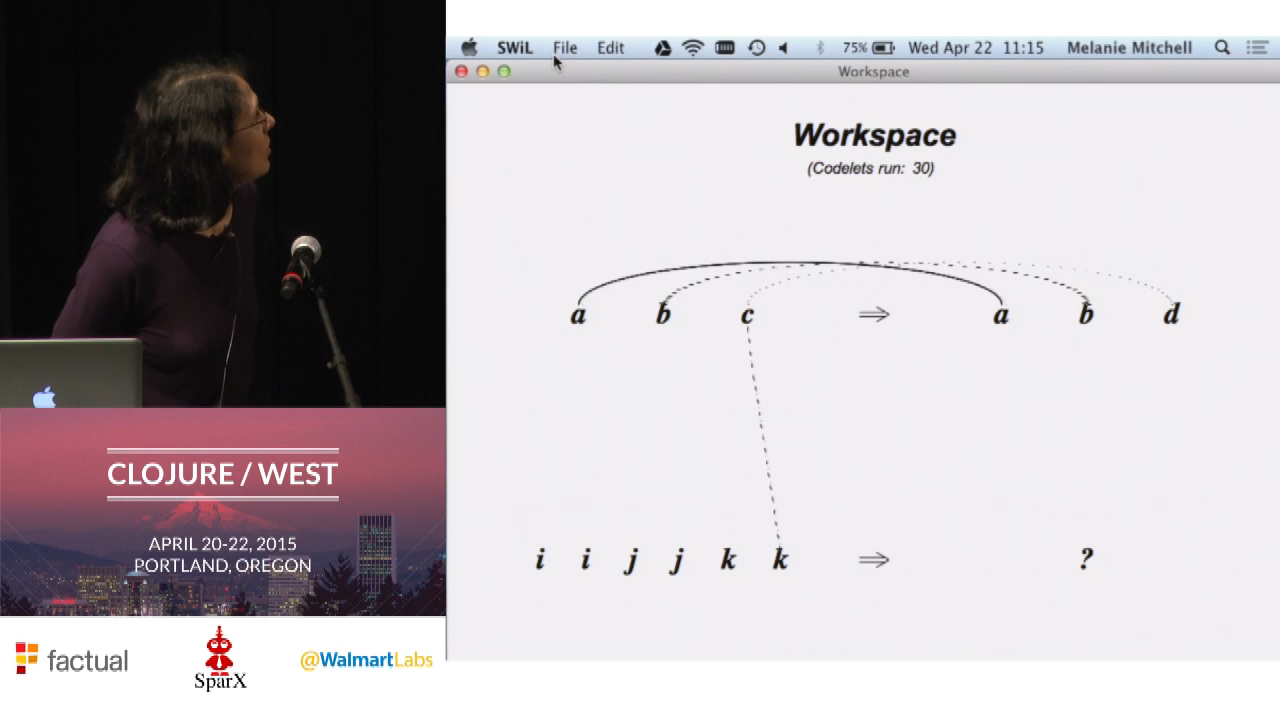 SWiL File Edit 75% Wed Apr 22 11:15 Melanie Mitchell
Workspace
Workspace
(Codelets run: 30)
a b c ⇒ a b d
i i j j k k ⇒ ?
CLOJURE / WEST
APRIL 20-22, 2015
PORTLAND, OREGON
factual
SparX
@WalmartLabs